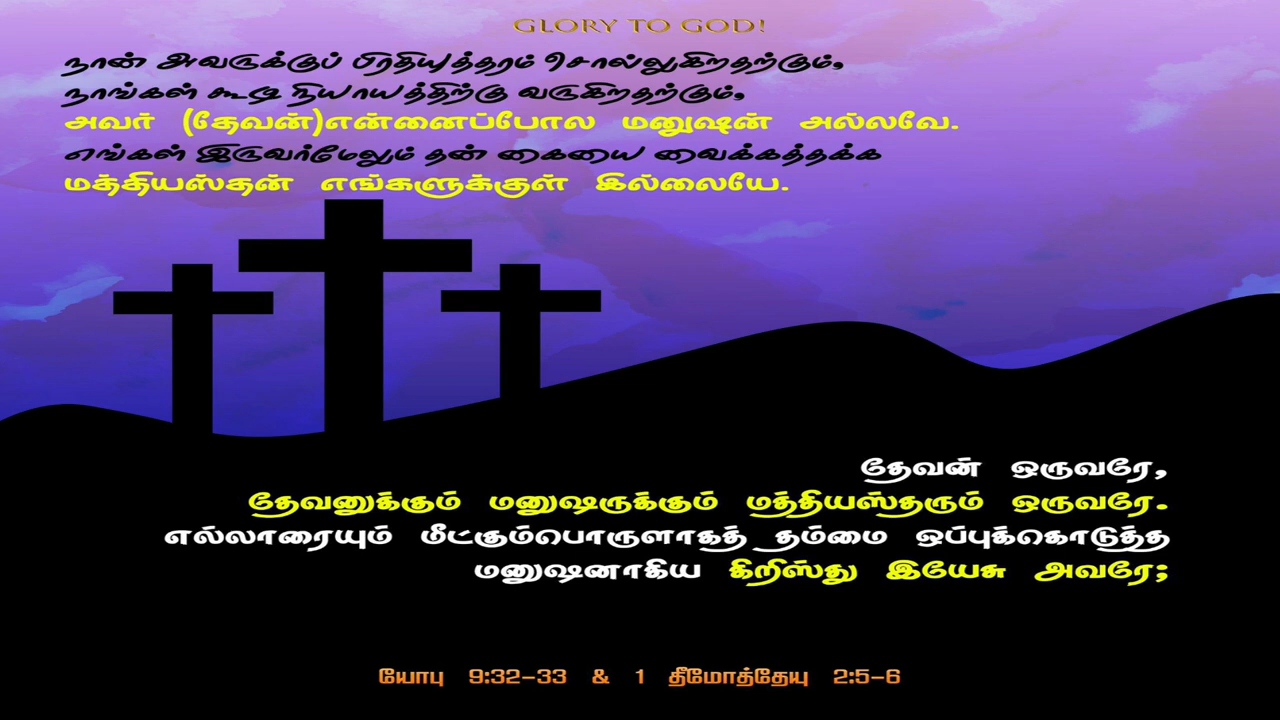 GLORY TO GOD!
நான் அவருக்குப் பிரதியுத்தரம் சொல்லுகிறதற்கும்,
நாங்கள் கூடி நியாயத்திற்கு வருகிறதற்கும்,
அவர் (தேவன்)என்னைப்போல மனுஷன் அல்லவே.
எங்கள் இருவர்மேலும் தன் கையை வைக்கத்தக்க
மத்தியஸ்தன் எங்களுக்குள் இல்லையே.
தேவன் ஒருவரே,
தேவனுக்கும் மனுஷருக்கும் மத்தியஸ்தரும் ஒருவரே.
எல்லாரையும் மீட்கும்பொருளாகத் தம்மை ஒப்புக்கொடுத்த
மனுஷனாகிய கிறிஸ்து இயேசு அவரே;
யோபு 9:32-33 & 1 தீமோத்தேயு 2:5-6